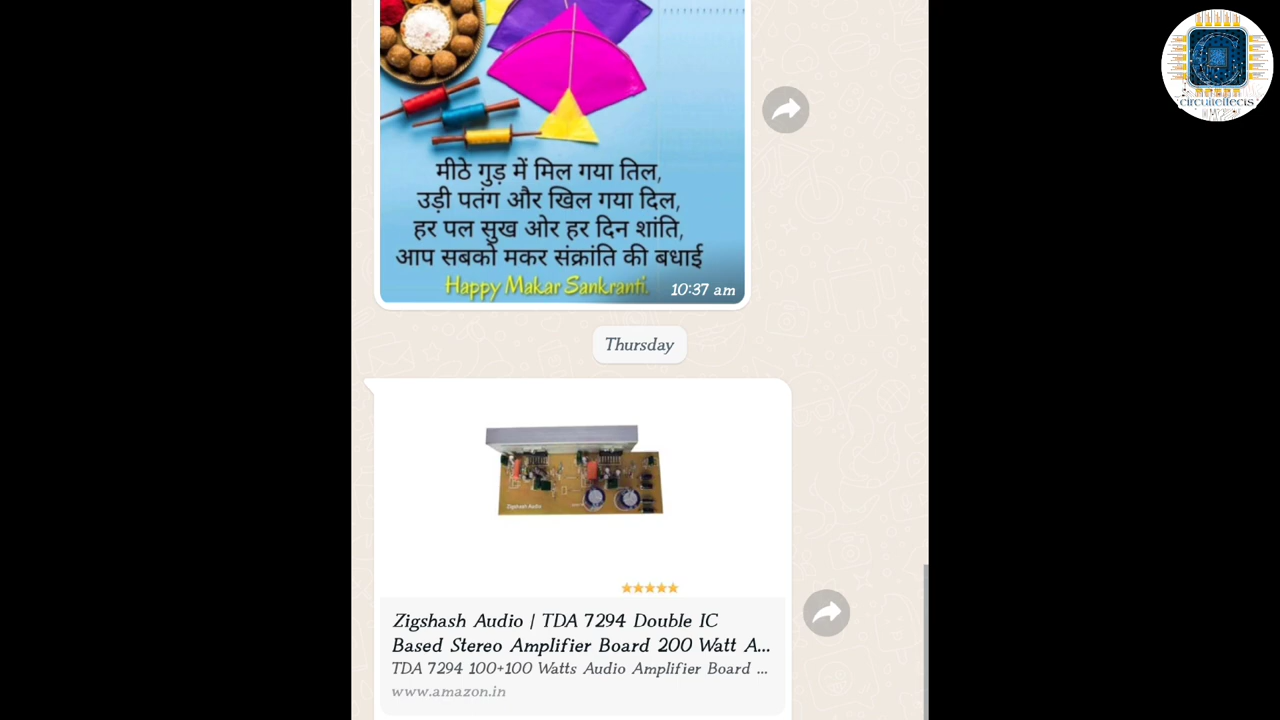 circuiteffects
मीठे गुड़ में मिल गया तिल,
उड़ी पतंग और खिल गया दिल,
हर पल सुख ओर हर दिन शांति,
आप सबको मकर संक्रांति की बधाई
Happy Makar Sankranti.
10:37 am
Thursday
Zigshash Audio
Zigshash Audio | TDA 7294 Double IC
Based Stereo Amplifier Board 200 Watt A...
TDA 7294 100+100 Watts Audio Amplifier Board ...
www.amazon.in